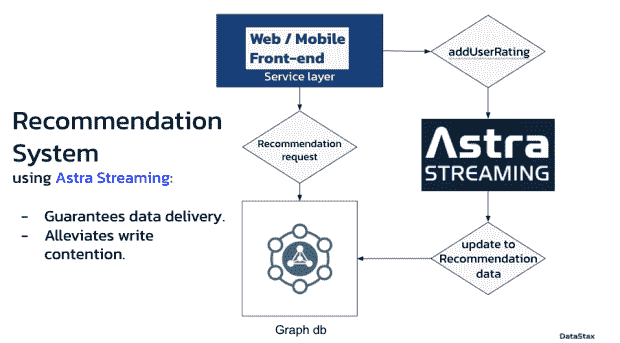 Web / Mobile
Front-end
Service layer
addUserRating
Recommendation
System
using Astra Streaming:
- Guarantees data delivery.
- Alleviates write
contention.
Recommendation
request
Astra
STREAMING
update to
Recommendation
data
Graph db
DataStax